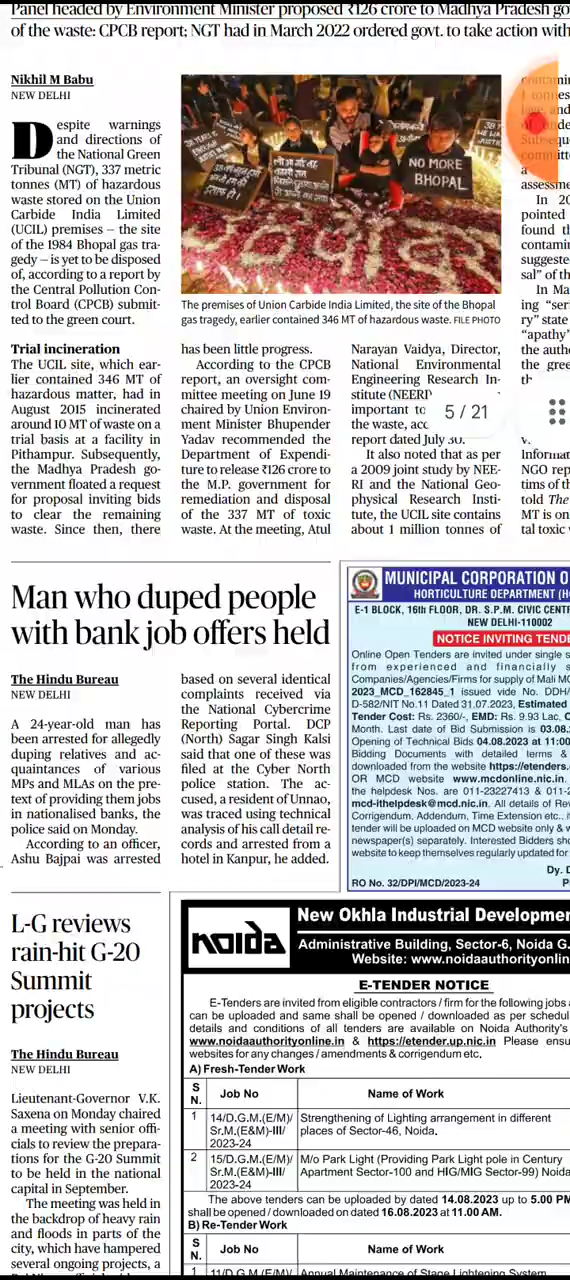 Panel headed by Environment Minister proposed ₹126 crore to Madhya Pradesh go
of the waste: CPCB report; NGT had in March 2022 ordered govt. to take action with
Nikhil M Babu
NEW DELHI
Despite warnings
and directions of
the National Green
Tribunal (NGT), 337 metric
tonnes (MT) of hazardous
waste stored on the Union
Carbide India Limited
(UCIL) premises – the site
of the 1984 Bhopal gas tra-
gedy – is yet to be disposed
of, according to a report by
the Central Pollution Con-
trol Board (CPCB) submit-
ted to the green court.
Trial incineration
The UCIL site, which ear-
lier contained 346 MT of
hazardous matter, had in
August 2015 incinerated
around 10 MT of waste on a
trial basis at a facility in
Pithampur. Subsequently,
the Madhya Pradesh go-
vernment floated a request
for proposal inviting bids
to clear the remaining
waste. Since then, there
NO MORE
BHOPAL
The premises of Union Carbide India Limited, the site of the Bhopal
gas tragedy, earlier contained 346 MT of hazardous waste. FILE PHOTO
has been little progress.
According to the CPCB
report, an oversight com-
mittee meeting on June 19
chaired by Union Environ-
ment Minister Bhupender
Yadav recommended the
Department of Expendi-
ture to release ₹126 crore to
the M.P. government for
remediation and disposal
of the 337 MT of toxic
waste. At the meeting, Atul
Narayan Vaidya, Director,
National Environmental
Engineering Research In-
stitute (NEERI
important to
the waste, acc
report dated July 30.
It also noted that as per
a 2009 joint study by NEE-
RI and the National Geo-
physical Research Insti-
tute, the UCIL site contains
about 1 million tonnes of
5 / 21
assessme
In 20
pointed
found th
contamin
suggested
sal” of th
In Ma
ing “seri
ry” state
“apathy”
the autho
the gree
th
v.
Informat
NGO rep
tims of th
told The
MT is on
tal toxic w
Man who duped people
with bank job offers held
The Hindu Bureau
NEW DELHI
A 24-year-old man has
been arrested for allegedly
duping relatives and ac-
quaintances of various
MPs and MLAs on the pre-
text of providing them jobs
in nationalised banks, the
police said on Monday.
According to an officer,
Ashu Bajpai was arrested
based on several identical
complaints received via
the National Cybercrime
Reporting Portal. DCP
(North) Sagar Singh Kalsi
said that one of these was
filed at the Cyber North
police station. The ac-
cused, a resident of Unnao,
was traced using technical
analysis of his call detail re-
cords and arrested from a
hotel in Kanpur, he added.
MUNICIPAL CORPORATION O
HORTICULTURE DEPARTMENT (HO
E-1 BLOCK, 16th FLOOR, DR. S.P.M. CIVIC CENTR
NEW DELHI-110002
NOTICE INVITING TENDE
Online Open Tenders are invited under single s
from experienced and financially s
Companies/Agencies/Firms for supply of Mali MC
2023_MCD_162845_1 issued vide No. DDH/
D-582/NIT No.11 Dated 31.07.2023, Estimated
Tender Cost: Rs. 2360/-, EMD: Rs. 9.93 Lac, C
Month. Last date of Bid Submission is 03.08.
Opening of Technical Bids 04.08.2023 at 11:00
Bidding Documents with detailed terms &
downloaded from the website https://etenders.
OR MCD website www.mcdonline.nic.in.
the helpdesk Nos. are 011-23227413 & 011-2
mcd-ithelpdesk@mcd.nic.in. All details of Rev
Corrigendum. Addendum, Time Extension etc.. i
tender will be uploaded on MCD website only & w
newspaper(s) separately. Interested Bidders sho
website to keep themselves regularly updated for
Dy. D
RO No. 32/DPI/MCD/2023-24 P
L-G reviews
rain-hit G-20
Summit
projects
The Hindu Bureau
NEW DELHI
Lieutenant-Governor V.K.
Saxena on Monday chaired
a meeting with senior offi-
cials to review the prepara-
tions for the G-20 Summit
to be held in the national
capital in September.
The meeting was held in
the backdrop of heavy rain
and floods in parts of the
city, which have hampered
several ongoing projects, a
noida
New Okhla Industrial Developme
Administrative Building, Sector-6, Noida G.
Website: www.noidaauthorityonlin
E-TENDER NOTICE
E-Tenders are invited from eligible contractors / firm for the following jobs a
can be uploaded and same shall be opened / downloaded as per schedul
details and conditions of all tenders are available on Noida Authority's
www.noidaauthorityonline.in & https://etender.up.nic.in Please ensu
websites for any changes / amendments & corrigendum etc.
A) Fresh-Tender Work
S N. Job No Name of Work
1 14/D.G.M.(E/M)/ Sr.M.(E&M)-III/ 2023-24 Strengthening of Lighting arrangement in different places of Sector-46, Noida.
2 15/D.G.M.(E/M)/ Sr.M.(E&M)-III/ 2023-24 M/o Park Light (Providing Park Light pole in Century Apartment Sector-100 and HIG/MIG Sector-99) Noida
The above tenders can be uploaded by dated 14.08.2023 up to 5.00 PM
shall be opened / downloaded on dated 16.08.2023 at 11.00 AM.
B) Re-Tender Work
S N. Job No Name of Work
1 11/D.G.M.(E/M)/ Annual Maintenance of Stage Lightening System